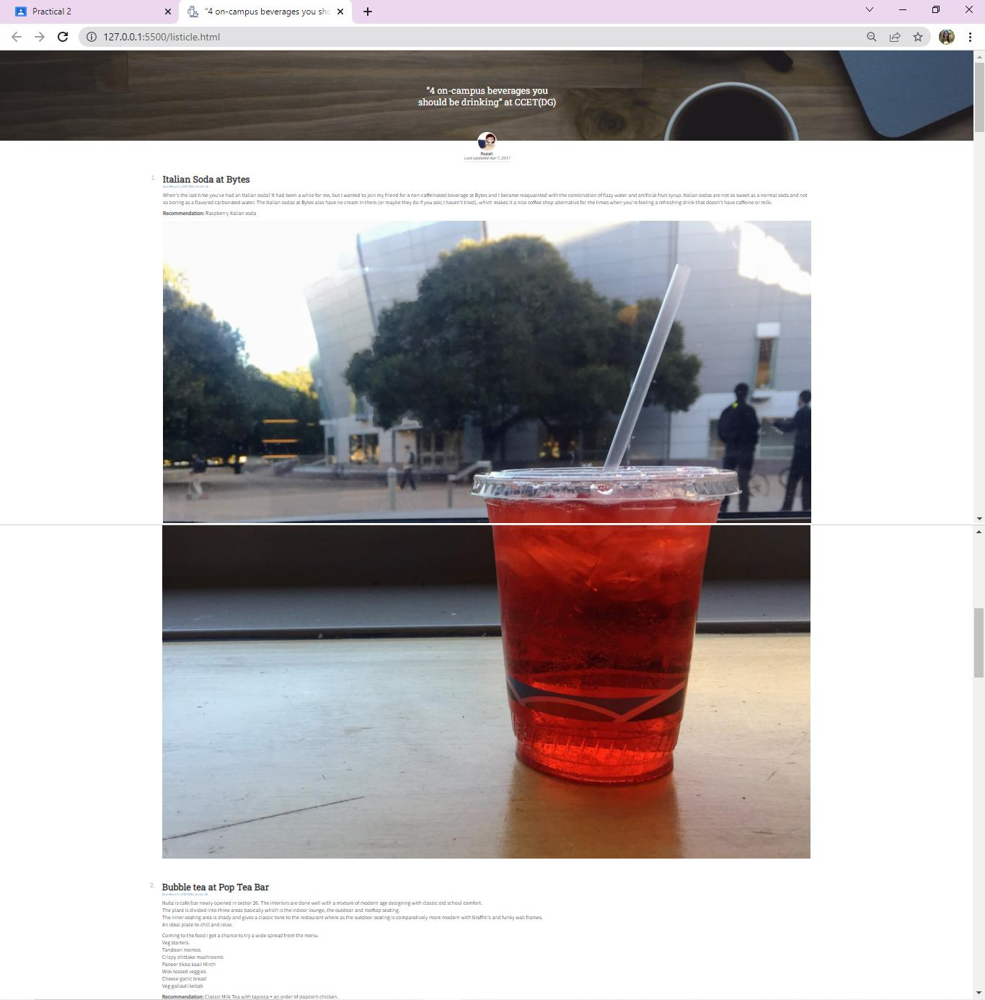 Practical 2
“4 on-campus beverages you sho
127.0.0.1:5500/listicle.html
“4 on-campus beverages you
should be drinking” at CCET(DG)
Rupali
Last updated Apr 7, 2017
1.
Italian Soda at Bytes
When's the last time you've had an Italian soda? It had been a while for me, but I wanted to join my friend for a non-caffeinated beverage at Bytes and I became reaquainted with the combination of fizzy water and artificial fruit syrup. Italian sodas are not so sweet as a normal soda and not
so boring as a flavored carbonated water. The Italian sodas at Bytes also have no cream in them (or maybe they do if you ask; I haven't tried), which makes it a nice coffee shop alternative for the times when you're feeling a refreshing drink that doesn't have caffeine or milk.
Recommendation: Raspberry Italian soda
2.
Bubble tea at Pop Tea Bar
Nubz is cafe/bar newly opened in sector 26. The interiors are done well with a mixture of modern age designing with classic old school comfort.
The place is divided into three areas basically which is the indoor lounge, the outdoor and rooftop seating.
The inner seating area is shady and gives a classic tone to the restaurant where as the outdoor seating is comparatively more modern with Graffiti's and funky wall frames.
An ideal place to chill and relax.
Coming to the food i got a chance to try a wide spread from the menu.
Veg starters.
Tandoori momos
Crispy shittake mushrooms
Paneer tikka kaali Mirch
Wok tossed veggies
Cheese garlic bread
Veg gallauti kebab
Recommendation: Classic Milk Tea with tapioca + an order of popcorn chicken.